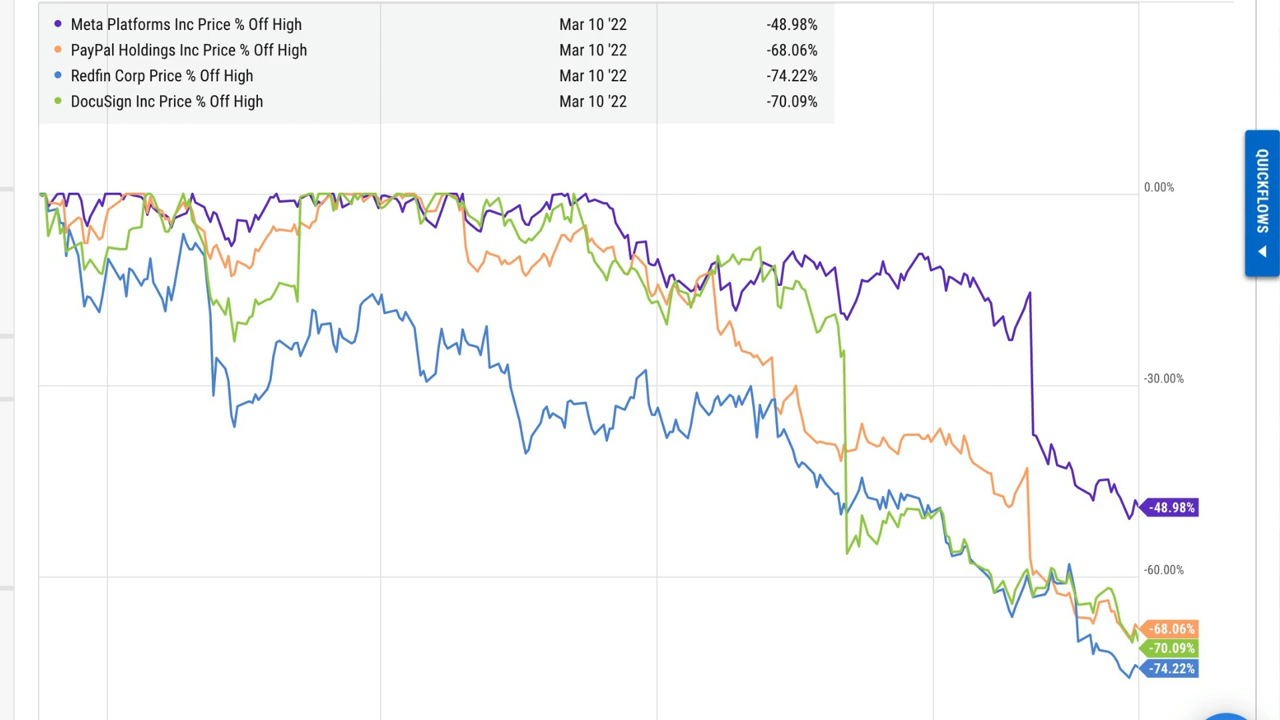 Meta Platforms Inc Price % Off High Mar 10 '22 -48.98%
PayPal Holdings Inc Price % Off High Mar 10 '22 -68.06%
Redfin Corp Price % Off High Mar 10 '22 -74.22%
DocuSign Inc Price % Off High Mar 10 '22 -70.09%
QUICKFLOWS
0.00%
-30.00%
-48.98%
-60.00%
-68.06%
-70.09%
-74.22%